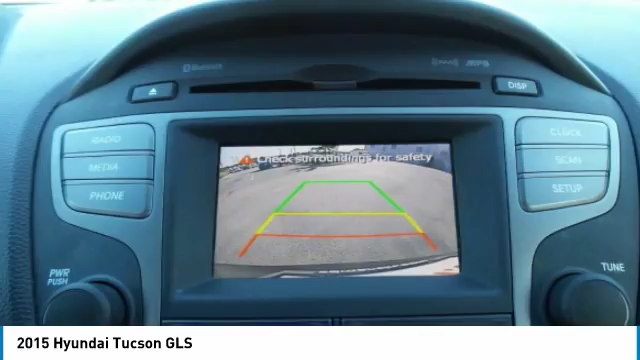 Bluetooth
MP3
DISP
RADIO
MEDIA
PHONE
CLOCK
SCAN
SETUP
Check surroundings for safety
PWR
PUSH
TUNE
2015 Hyundai Tucson GLS